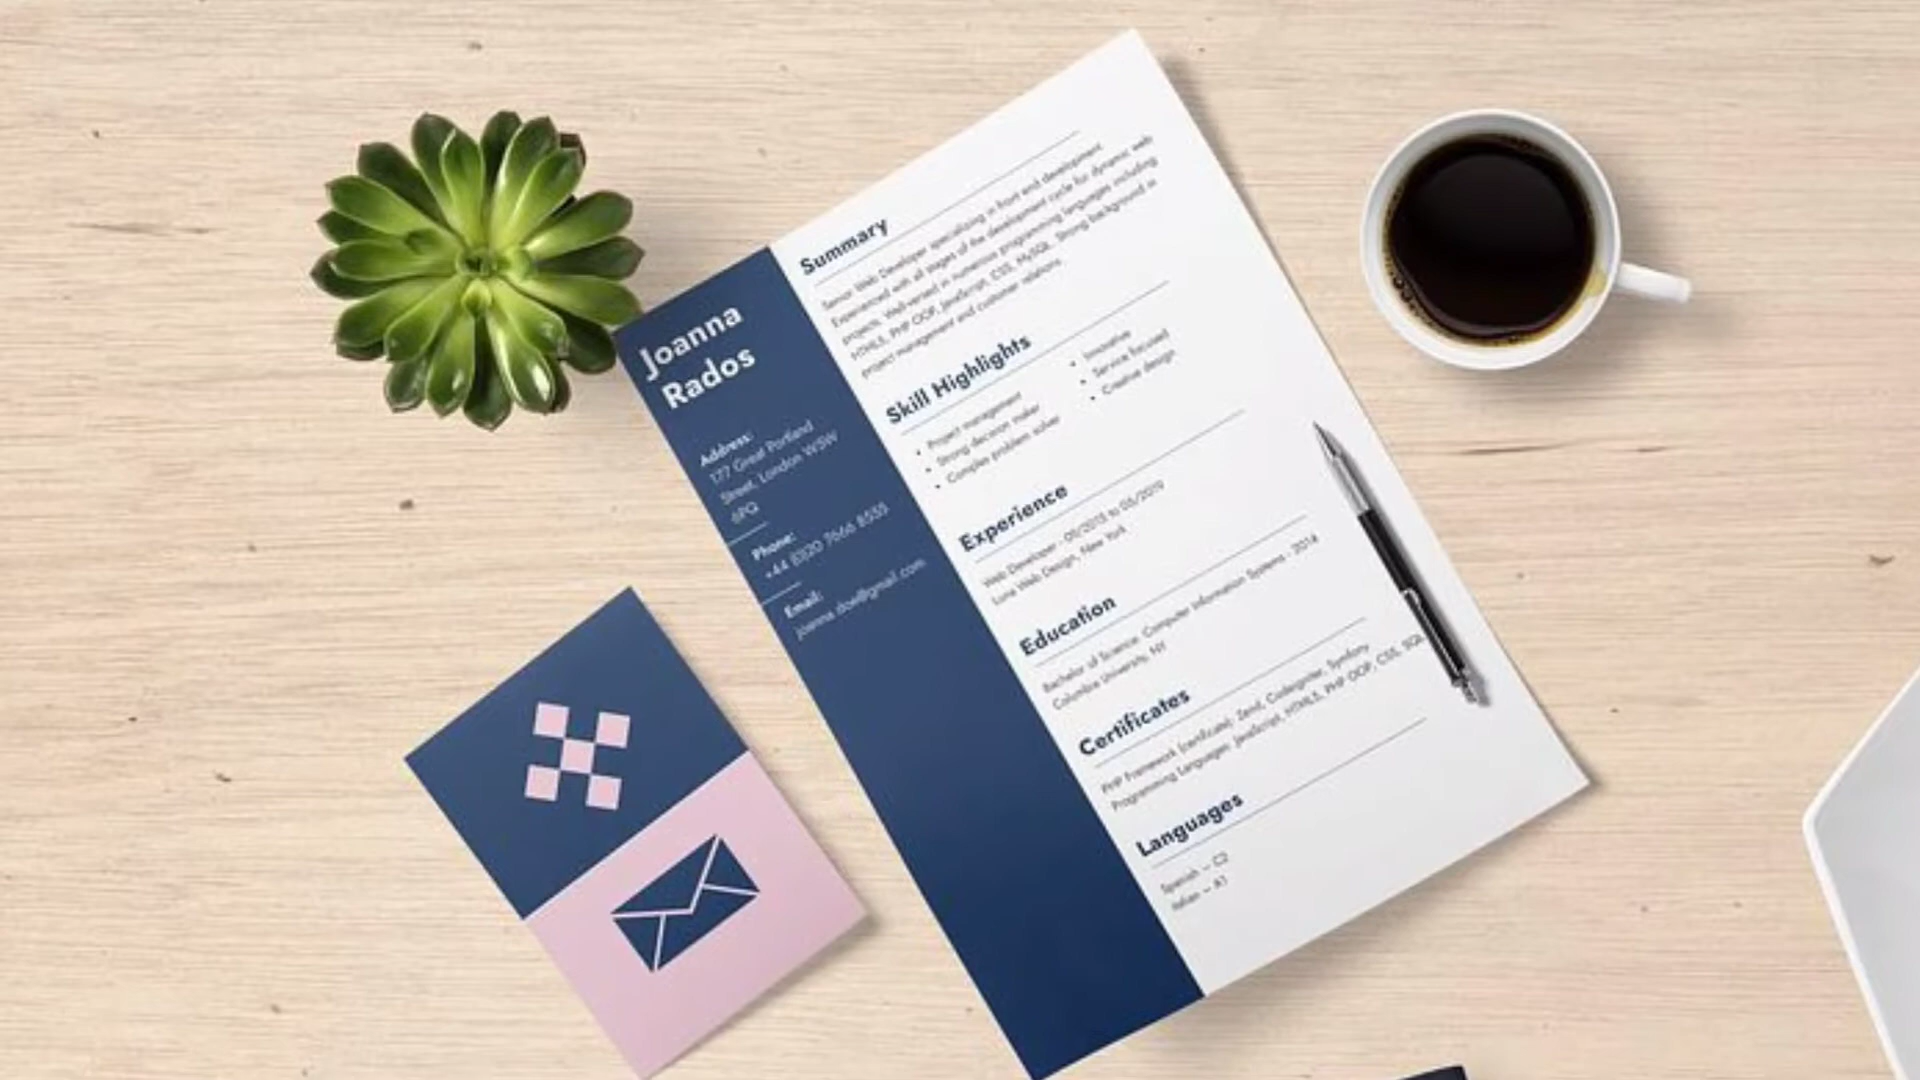 Joanna
Rados
Address:
177 Great Portland
Street, London W5W
6PQ
Phone:
+44 (0)20 7666 8555
Email:
joanna.doe@gmail.com
Summary
Senior Web Developer specializing in front end development.
Experienced with all stages of the development cycle for dynamic web
projects. Well-versed in numerous programming languages including
HTML5, PHP OOP, JavaScript, CSS, MySQL. Strong background in
project management and customer relations.
Skill Highlights
• Project management
• Strong decision maker
• Complex problem solver
• Innovative
• Service-focused
• Creative design
Experience
Web Developer - 09/2015 to 05/2019
Luna Web Design, New York
Education
Bachelor of Science: Computer Information Systems - 2014
Columbia University, NY
Certificates
PHP Framework (certificate): Zend, Codeigniter, Symfony.
Programming Languages: JavaScript, HTML5, PHP OOP, CSS, SQL
Languages
Spanish – C2
Italian – A1